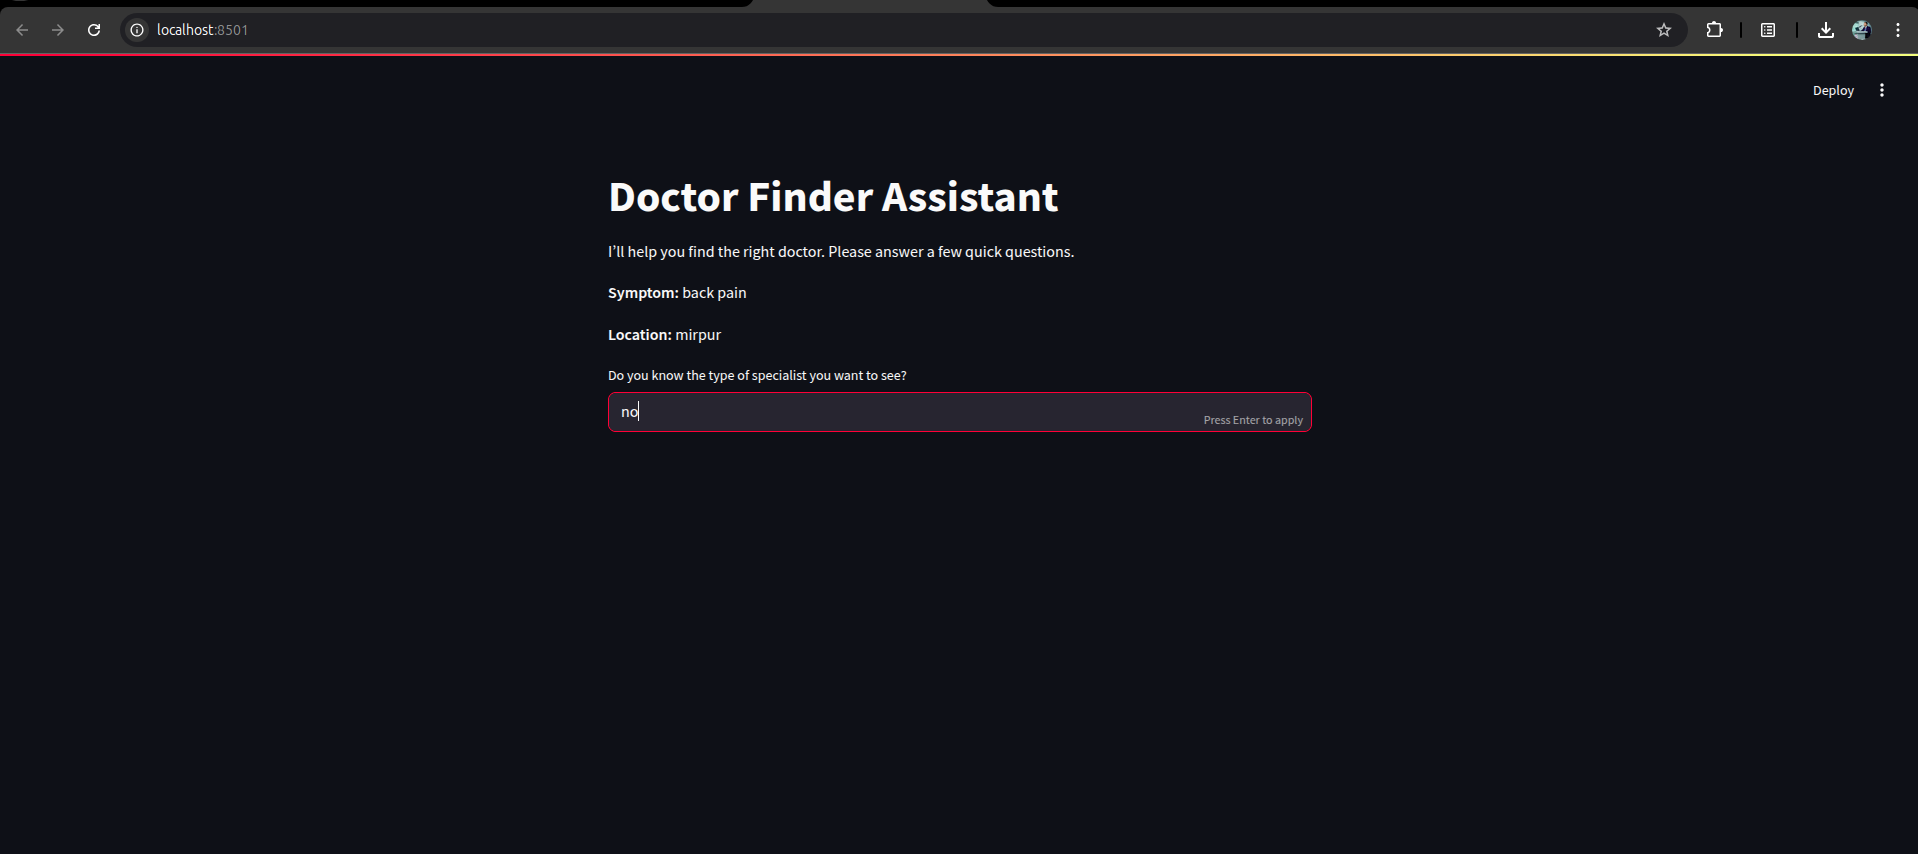 localhost:8501
Deploy
Doctor Finder Assistant
I'll help you find the right doctor. Please answer a few quick questions.
Symptom: back pain
Location: mirpur
Do you know the type of specialist you want to see?
no
Press Enter to apply